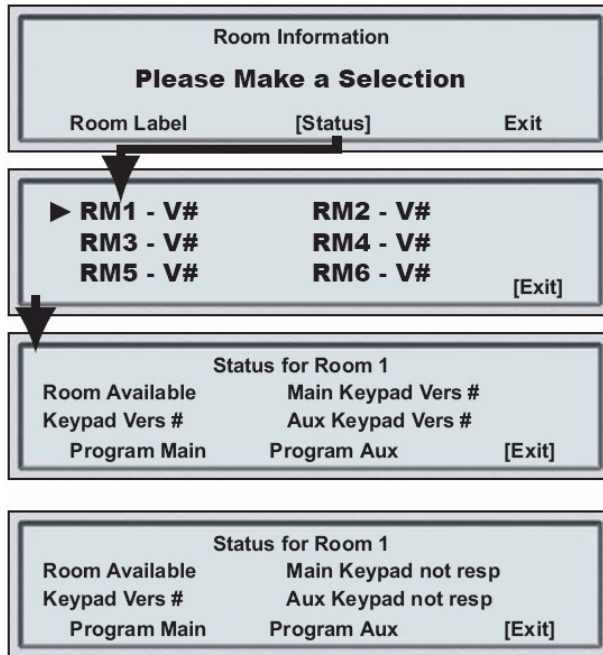 Room Information
Please Make a Selection
Room Label [Status] Exit
► RM1 - V# RM2 - V#
RM3 - V# RM4 - V#
RM5 - V# RM6 - V#
[Exit]
Status for Room 1
Room Available Main Keypad Vers #
Keypad Vers # Aux Keypad Vers #
Program Main Program Aux [Exit]
Status for Room 1
Room Available Main Keypad not resp
Keypad Vers # Aux Keypad not resp
Program Main Program Aux [Exit]